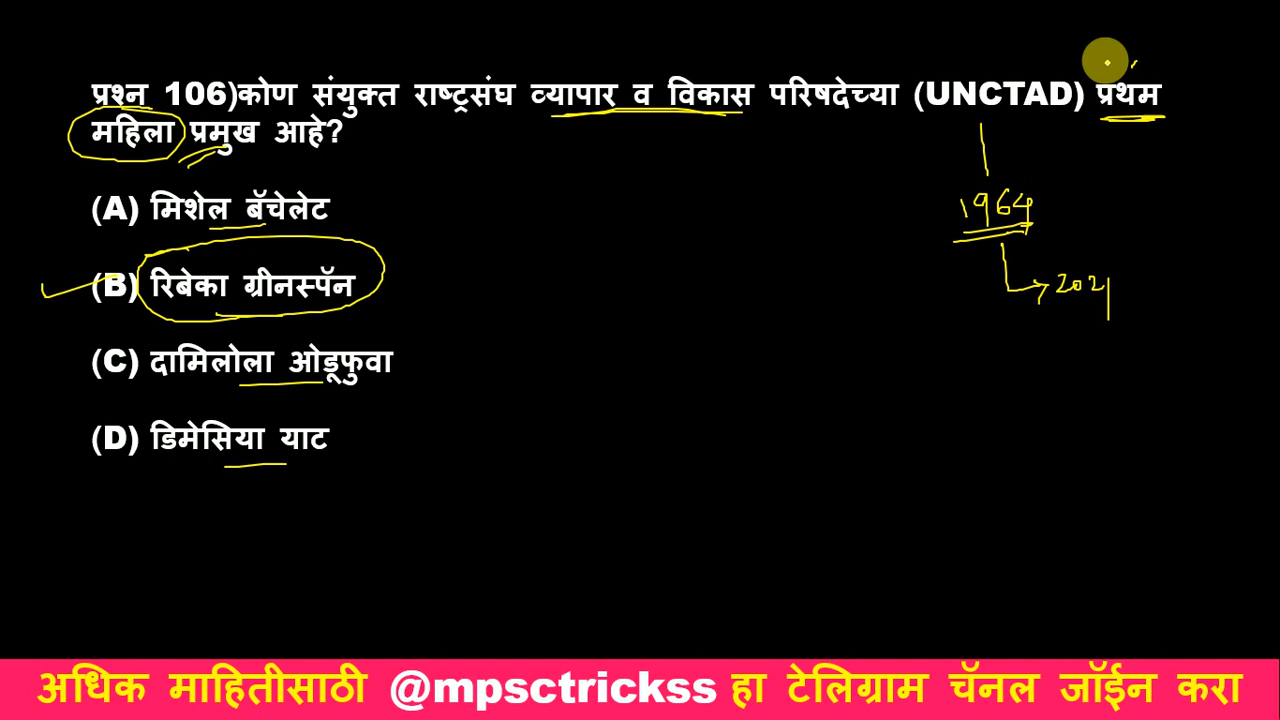 प्रश्न 106)कोण संयुक्त राष्ट्रसंघ व्यापार व विकास परिषदेच्या (UNCTAD) प्रथम
महिला प्रमुख आहे?
(A) मिशेल बॅचेलेट
1964
(B) रिबेका ग्रीनस्पॅन
2021
(C) दामिलोला ओडूफुवा
(D) डिमेसिया याट
अधिक माहितीसाठी @mpsctrickss हा टेलिग्राम चॅनल जॉईन करा